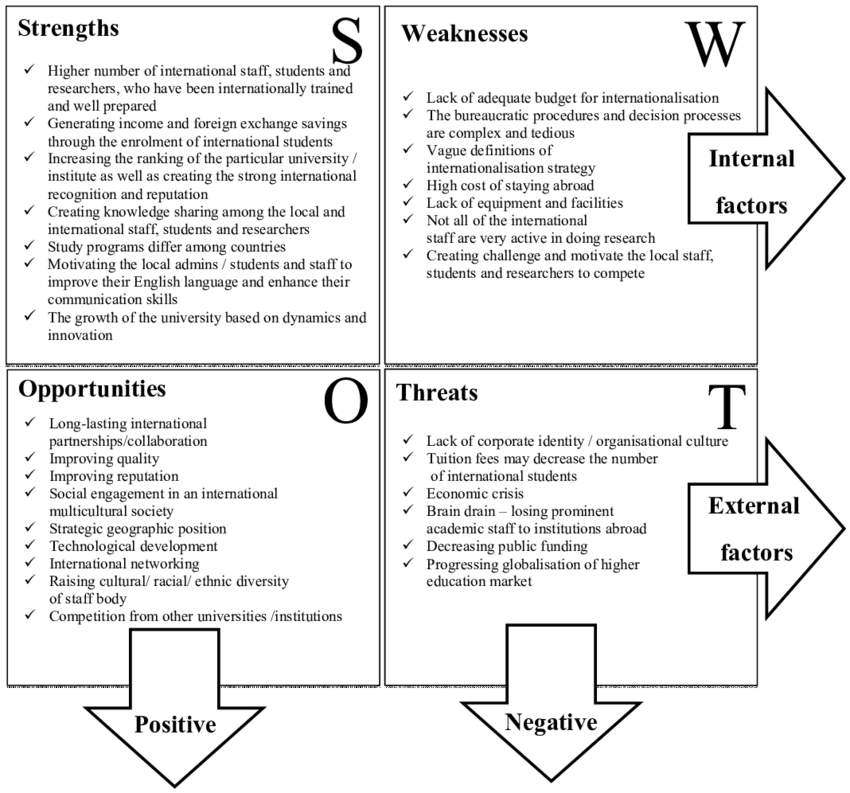 Strengths
S
✓ Higher number of international staff, students and
researchers, who have been internationally trained
and well prepared
✓ Generating income and foreign exchange savings
through the enrolment of international students
✓ Increasing the ranking of the particular university /
institute as well as creating the strong international
recognition and reputation
✓ Creating knowledge sharing among the local and
international staff, students and researchers
✓ Study programs differ among countries
✓ Motivating the local admins / students and staff to
improve their English language and enhance their
communication skills
✓ The growth of the university based on dynamics and
innovation
Weaknesses
W
✓ Lack of adequate budget for internationalisation
✓ The bureaucratic procedures and decision processes
are complex and tedious
✓ Vague definitions of
internationalisation strategy
✓ High cost of staying abroad
✓ Lack of equipment and facilities
✓ Not all of the international
staff are very active in doing research
✓ Creating challenge and motivate the local staff,
students and researchers to compete
Internal
factors
Opportunities
O
✓ Long-lasting international
partnerships/collaboration
✓ Improving quality
✓ Improving reputation
✓ Social engagement in an international
multicultural society
✓ Strategic geographic position
✓ Technological development
✓ International networking
✓ Raising cultural/ racial/ ethnic diversity
of staff body
✓ Competition from other universities /institutions
Threats
T
✓ Lack of corporate identity / organisational culture
✓ Tuition fees may decrease the number
of international students
✓ Economic crisis
✓ Brain drain – losing prominent
academic staff to institutions abroad
✓ Decreasing public funding
✓ Progressing globalisation of higher
education market
External
factors
Positive
Negative